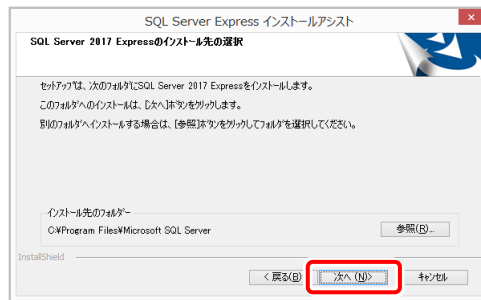 SQL Server Express インストールアシスト
SQL Server 2017 Expressのインストール先の選択
セットアップは、次のフォルダにSQL Server 2017 Expressをインストールします。
このフォルダへのインストールは、[次へ]ボタンをクリックします。
別のフォルダへインストールする場合は、[参照]ボタンをクリックしてフォルダを選択してください。
インストール先のフォルダー
C:¥Program Files¥Microsoft SQL Server
参照(R)...
InstallShield
< 戻る(B)
次へ (N)>
キャンセル